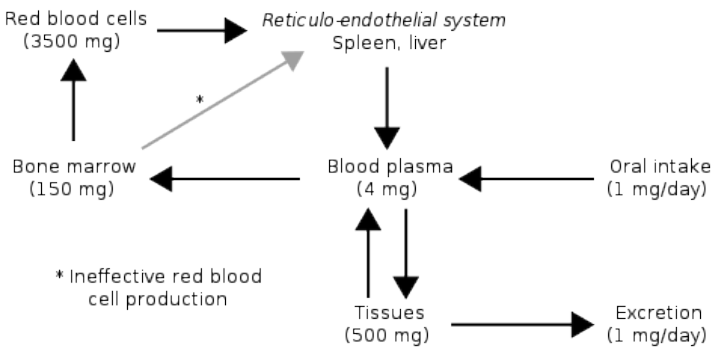 Red blood cells
(3500 mg)
Reticulo-endothelial system
Spleen, liver
*
Bone marrow
(150 mg)
Blood plasma
(4 mg)
Oral intake
(1 mg/day)
* Ineffective red blood
cell production
Tissues
(500 mg)
Excretion
(1 mg/day)